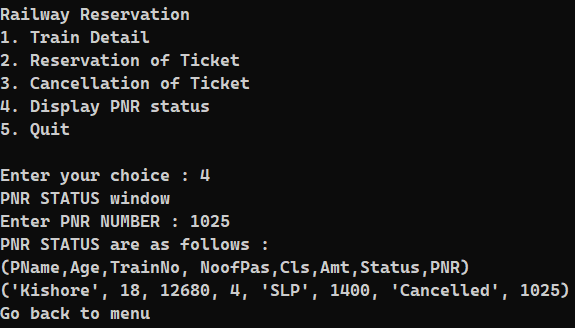 Railway Reservation
1. Train Detail
2. Reservation of Ticket
3. Cancellation of Ticket
4. Display PNR status
5. Quit

Enter your choice : 4
PNR STATUS window
Enter PNR NUMBER : 1025
PNR STATUS are as follows :
(PName,Age,TrainNo, NoofPas,Cls,Amt,Status,PNR)
('Kishore', 18, 12680, 4, 'SLP', 1400, 'Cancelled', 1025)
Go back to menu